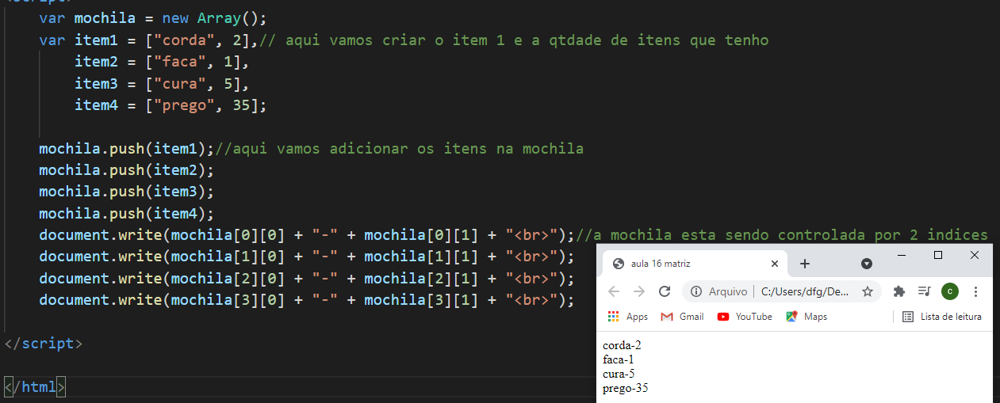 <script>
var mochila = new Array();
var item1 = ["corda", 2],// aqui vamos criar o item 1 e a qtdade de itens que tenho
item2 = ["faca", 1],
item3 = ["cura", 5],
item4 = ["prego", 35];
mochila.push(item1);//aqui vamos adicionar os itens na mochila
mochila.push(item2);
mochila.push(item3);
mochila.push(item4);
document.write(mochila[0][0] + "-" + mochila[0][1] + "<br>");//a mochila esta sendo controlada por 2 indices
document.write(mochila[1][0] + "-" + mochila[1][1] + "<br>");
document.write(mochila[2][0] + "-" + mochila[2][1] + "<br>");
document.write(mochila[3][0] + "-" + mochila[3][1] + "<br>");
</script>
</html>
aula 16 matriz
Arquivo C:/Users/dfg/De... C
Apps Gmail YouTube Maps Lista de leitura
corda-2
faca-1
cura-5
prego-35